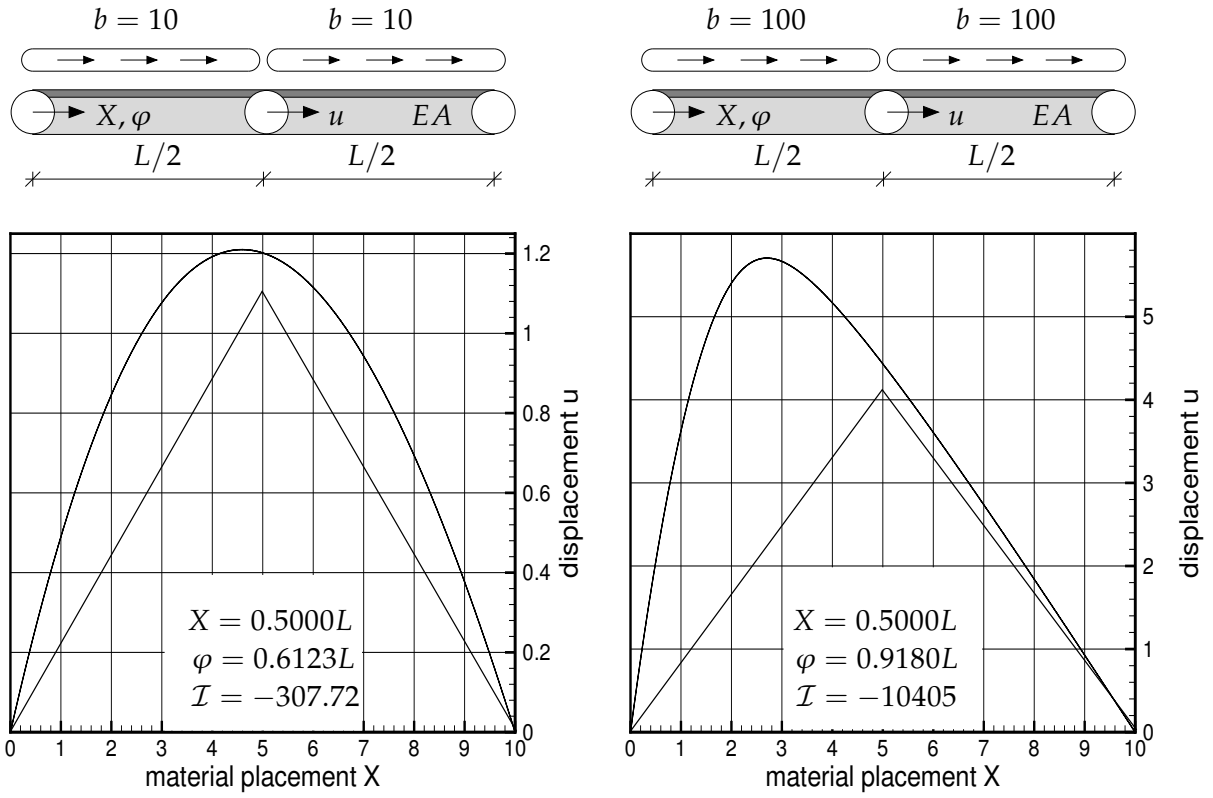 b = 10 b = 10
X, φ u EA
L/2 L/2
1.2
1
0.8
0.6
0.4
0.2
0
displacement u
X = 0.5000L
φ = 0.6123L
I = −307.72
0 1 2 3 4 5 6 7 8 9 10
material placement X
b = 100 b = 100
X, φ u EA
L/2 L/2
5
4
3
2
1
0
displacement u
X = 0.5000L
φ = 0.9180L
I = −10405
0 1 2 3 4 5 6 7 8 9 10
material placement X